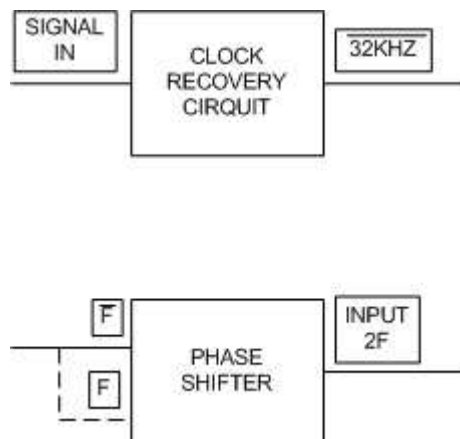 SIGNAL
IN
CLOCK
RECOVERY
CIRQUIT
32KHZ
F
F
PHASE
SHIFTER
INPUT
2F